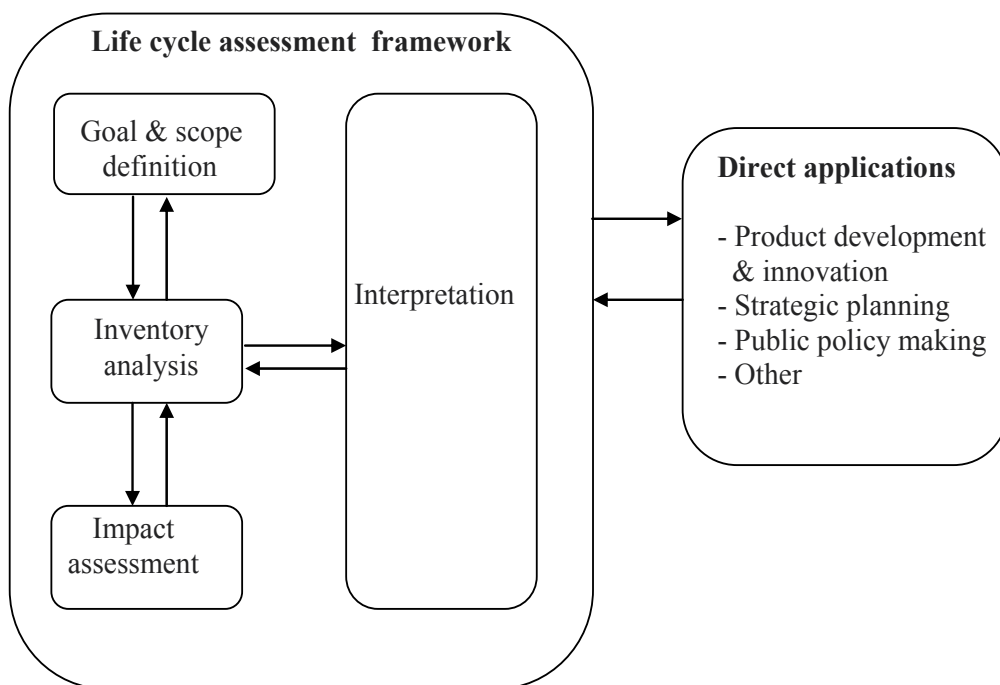 Life cycle assessment framework
Goal & scope
definition
Inventory
analysis
Impact
assessment
Interpretation
Direct applications
- Product development
& innovation
- Strategic planning
- Public policy making
- Other